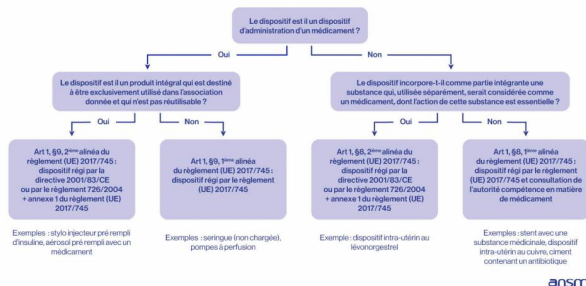 Le dispositif est il un dispositif
d'administration d'un médicament ?
Oui
Non
Le dispositif est il un produit intégral qui est destiné
à être exclusivement utilisé dans l'association
donnée et qui n'est pas réutilisable ?
Le dispositif incorpore-t-il comme partie intégrante une
substance qui, utilisée séparément, serait considérée comme
un médicament, dont l'action de cette substance est essentielle ?
Oui
Non
Oui
Non
Art 1, §9, 2ième alinéa du
règlement (UE) 2017/745 :
dispositif régi par la
directive 2001/83/CE
ou par le règlement 726/2004
+ annexe 1 du règlement (UE)
2017/745
Art 1, §9, 1ième alinéa
du règlement (UE) 2017/745 :
dispositif régi par le règlement
(UE) 2017/745
Art 1, §8, 2ième alinéa du
règlement (UE) 2017/745 :
dispositif régi par la
directive 2001/83/CE
ou par le règlement 726/2004
+ annexe 1 du règlement (UE)
2017/745
Art 1, §8, 1ième alinéa
du règlement (UE) 2017/745 :
dispositif régi par le règlement
(UE) 2017/745 et consultation de
l'autorité compétence en matière
de médicament
Exemples : stylo injecteur pré rempli
d'insuline, aérosol pré rempli avec un
médicament
Exemples : seringue (non chargée),
pompes à perfusion
Exemple : dispositif intra-utérin au
lévonorgestrel
Exemples : stent avec une
substance médicinale, dispositif
intra-utérin au cuivre, ciment
contenant un antibiotique
ansm